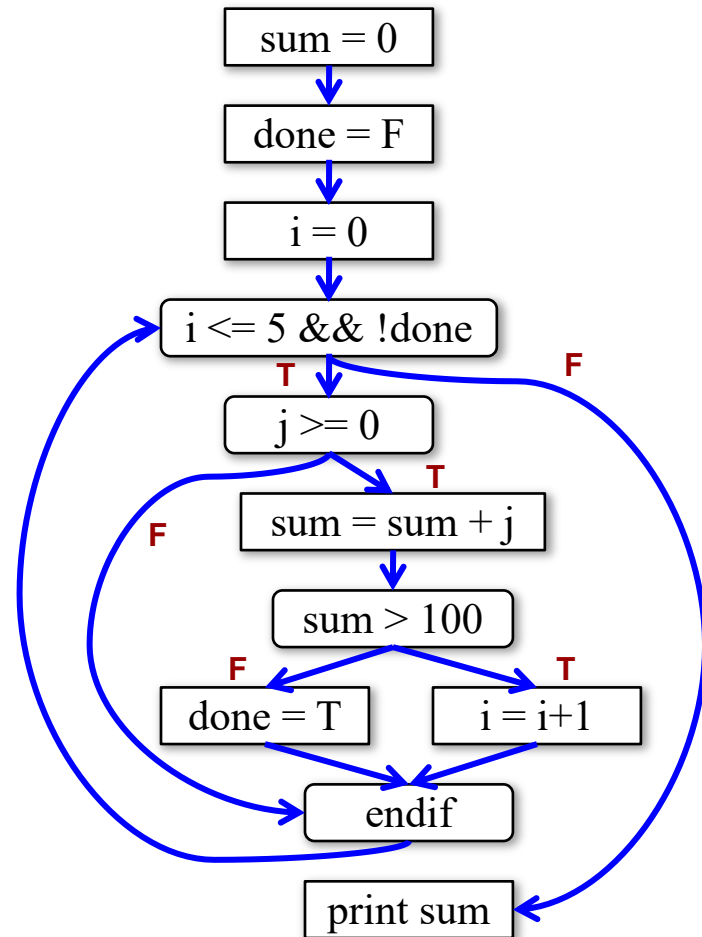 sum = 0
done = F
i = 0
i <= 5 && !done
T
F
j >= 0
T
F
sum = sum + j
sum > 100
F
T
done = T
i = i+1
endif
print sum